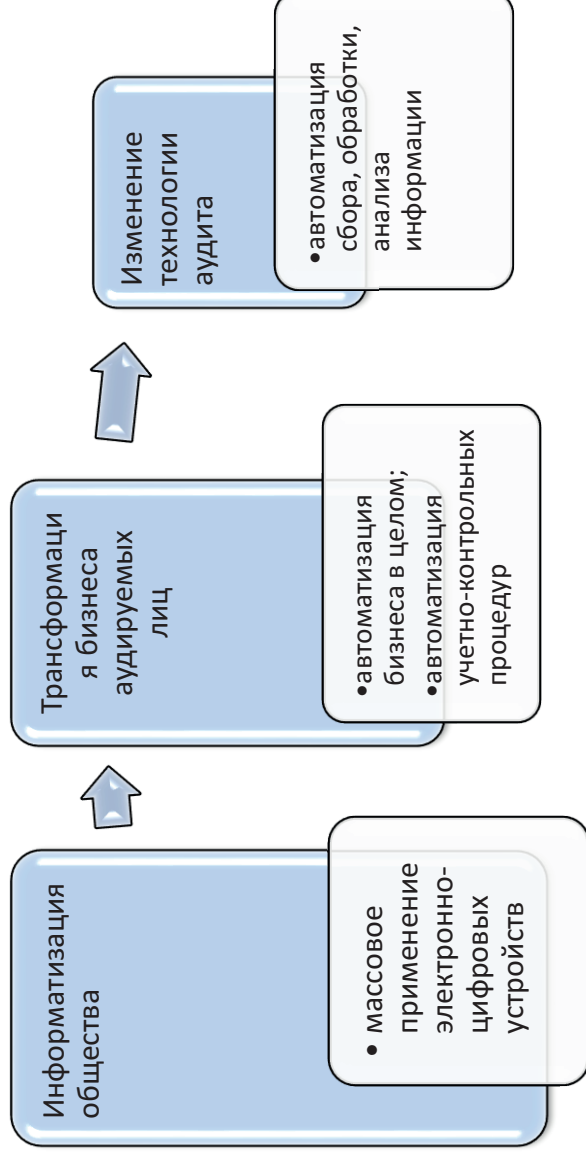 Информатизация
общества
• массовое
применение
электронно-
цифровых
устройств
Трансформаци
я бизнеса
аудируемых
лиц
•автоматизация
бизнеса в целом;
•автоматизация
учетно-контрольных
процедур
Изменение
технологии
аудита
•автоматизация
сбора, обработки,
анализа
информации